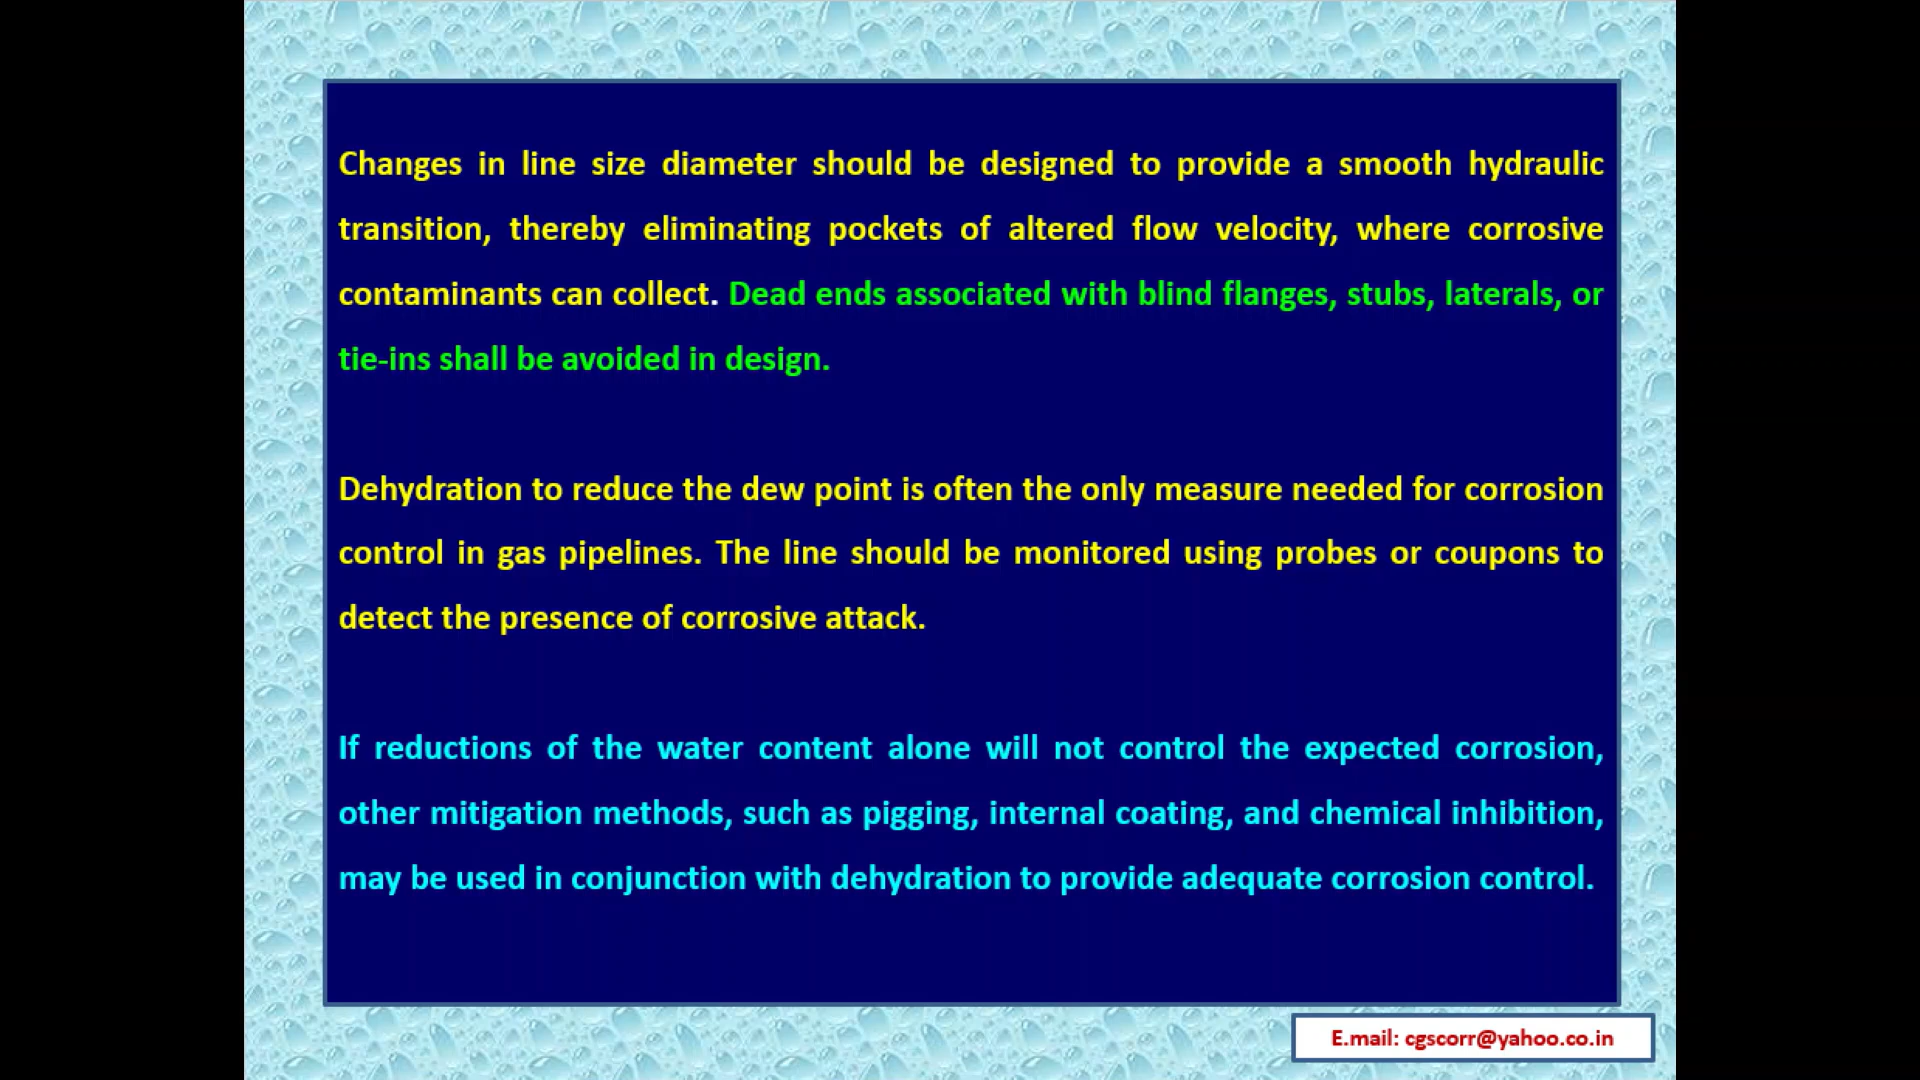 Changes in line size diameter should be designed to provide a smooth hydraulic
transition, thereby eliminating pockets of altered flow velocity, where corrosive
contaminants can collect. Dead ends associated with blind flanges, stubs, laterals, or
tie-ins shall be avoided in design.
Dehydration to reduce the dew point is often the only measure needed for corrosion
control in gas pipelines. The line should be monitored using probes or coupons to
detect the presence of corrosive attack.
If reductions of the water content alone will not control the expected corrosion,
other mitigation methods, such as pigging, internal coating, and chemical inhibition,
may be used in conjunction with dehydration to provide adequate corrosion control.
E.mail: cgscorr@yahoo.co.in